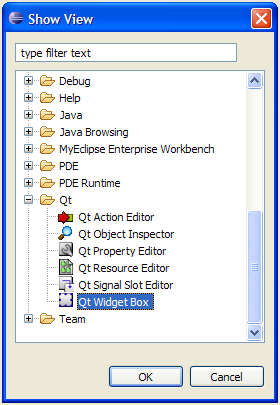 Show View
type filter text
Debug
Help
Java
Java Browsing
MyEclipse Enterprise Workbench
PDE
PDE Runtime
Qt
Qt Action Editor
Qt Object Inspector
Qt Property Editor
Qt Resource Editor
Qt Signal Slot Editor
Qt Widget Box
Team
OK
Cancel